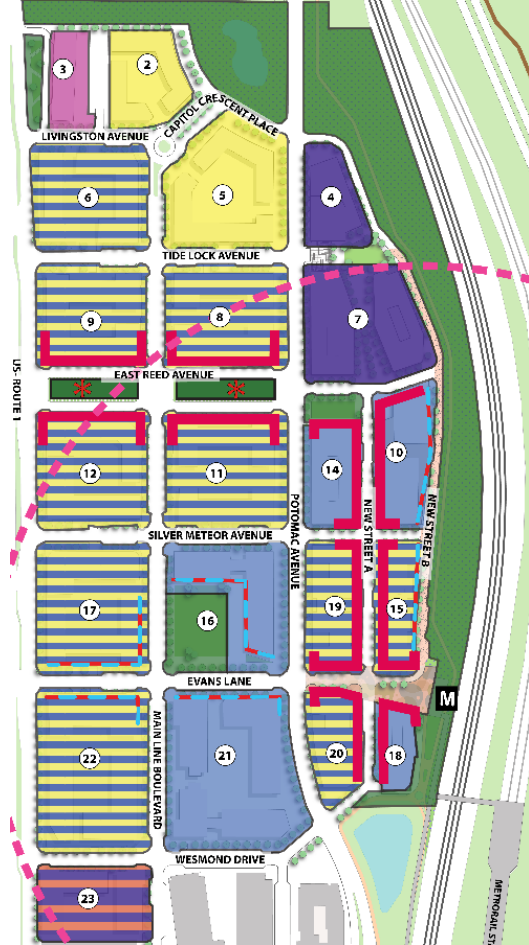 3
2
CAPITOL CRESCENT PLACE
LIVINGSTON AVENUE
6
5
4
TIDE LOCK AVENUE
9
8
7
US- ROUTE 1
EAST REED AVENUE
12
11
14
10
POTOMAC AVENUE
NEW STREET A
NEW STREET B
SILVER METEOR AVENUE
17
16
19
15
EVANS LANE
M
MAIN LINE BOULEVARD
22
21
20
18
WESMOND DRIVE
23
METRORAIL STA